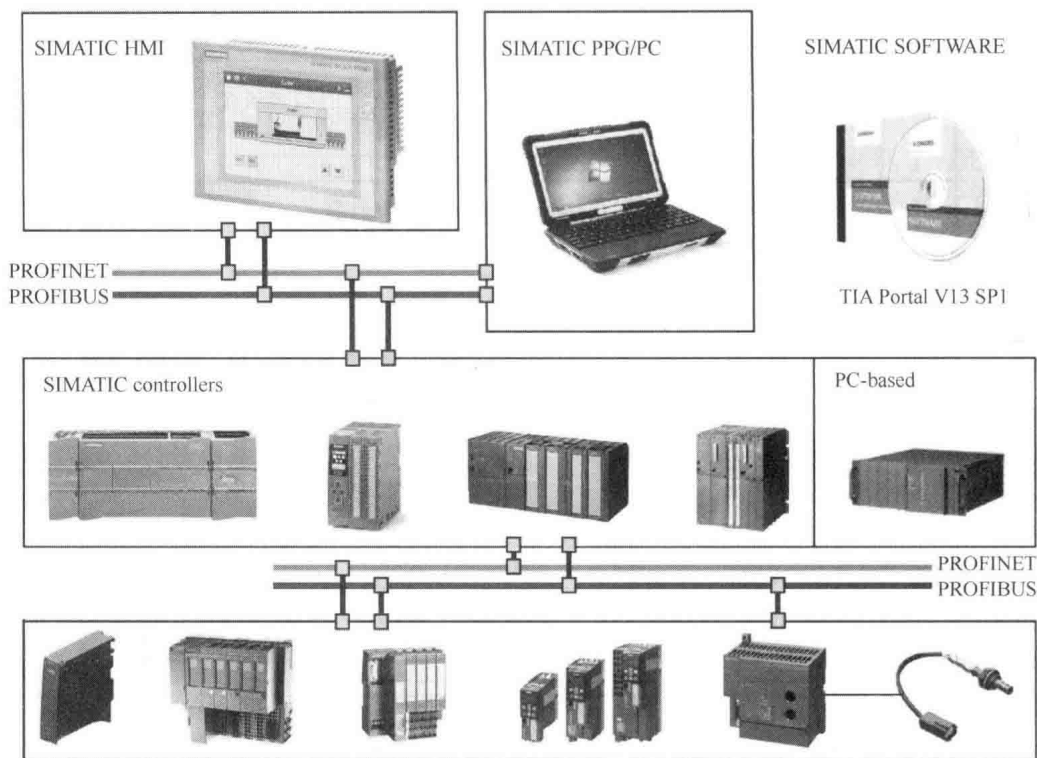 SIMATIC HMI
SIMATIC PPG/PC
SIMATIC SOFTWARE
PROFINET
PROFIBUS
TIA Portal V13 SP1
SIMATIC controllers
PC-based
PROFINET
PROFIBUS